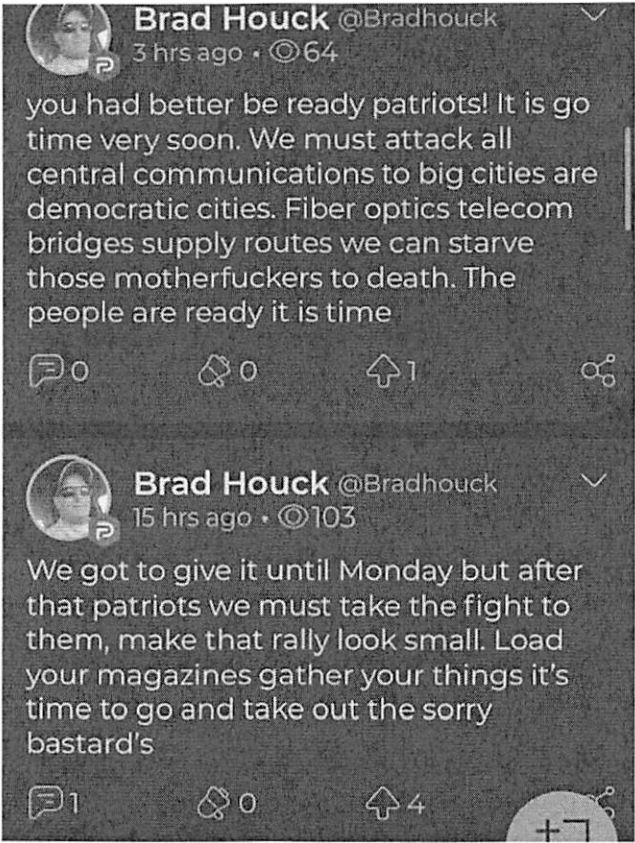 Brad Houck @Bradhouck
3 hrs ago • 64
you had better be ready patriots! It is go
time very soon. We must attack all
central communications to big cities are
democratic cities. Fiber optics telecom
bridges supply routes we can starve
those motherfuckers to death. The
people are ready it is time
0 0 1
Brad Houck @Bradhouck
15 hrs ago • 103
We got to give it until Monday but after
that patriots we must take the fight to
them, make that rally look small. Load
your magazines gather your things it's
time to go and take out the sorry
bastard's
1 0 4